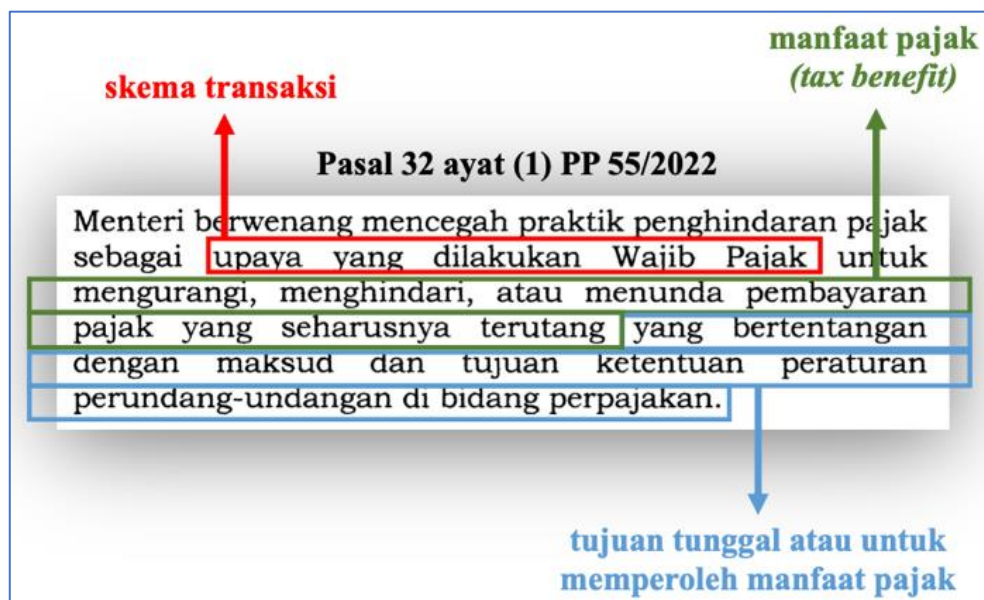 manfaat pajak
(tax benefit)
skema transaksi
Pasal 32 ayat (1) PP 55/2022
Menteri berwenang mencegah praktik penghindaran pajak
sebagai upaya yang dilakukan Wajib Pajak untuk
mengurangi, menghindari, atau menunda pembayaran
pajak yang seharusnya terutang yang bertentangan
dengan maksud dan tujuan ketentuan peraturan
perundang-undangan di bidang perpajakan.
tujuan tunggal atau untuk
memperoleh manfaat pajak